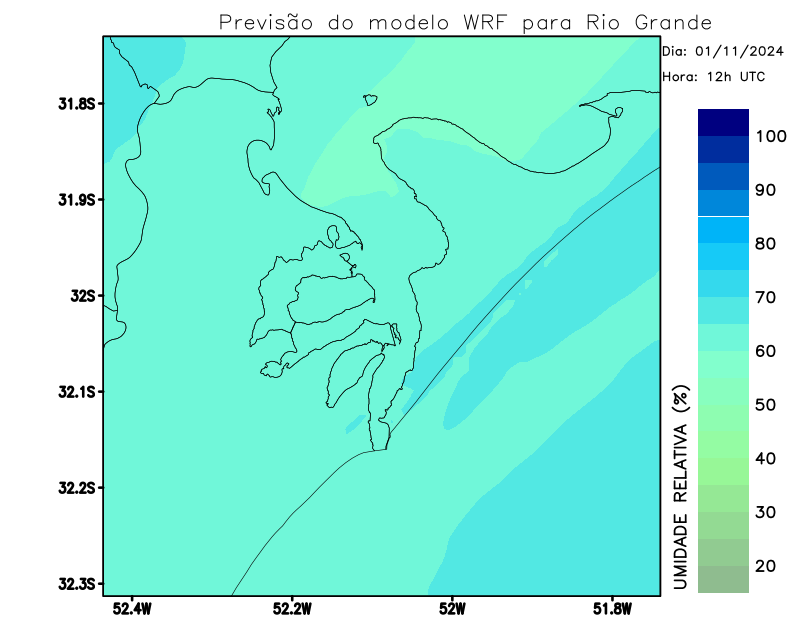 Previsão do modelo WRF para Rio Grande
Dia: 01/11/2024
Hora: 12h UTC
31.8S
31.9S
32S
32.1S
32.2S
32.3S
52.4W
52.2W
52W
51.8W
100
90
80
70
60
50
40
30
20
UMIDADE RELATIVA (%)